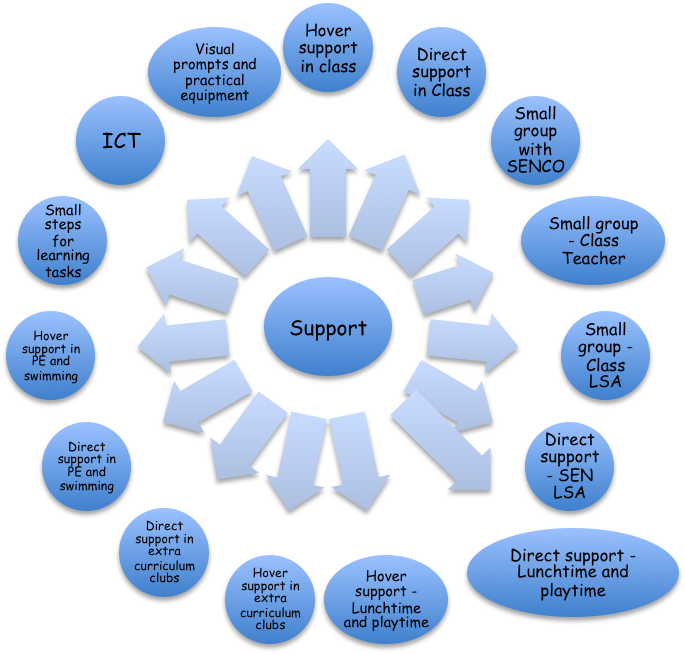 Hover
support
in class
Direct
support
in Class
Small
group
with
SENCO
Small group
- Class
Teacher
Small
group -
Class
LSA
Direct
support
- SEN
LSA
Direct support -
Lunchtime and
playtime
Hover
support -
Lunchtime
and playtime
Hover
support in
extra
curriculum
clubs
Direct
support in
extra
curriculum
clubs
Direct
support in
PE and
swimming
Hover
support in
PE and
swimming
Small
steps
for
learning
tasks
ICT
Visual
prompts and
practical
equipment
Support